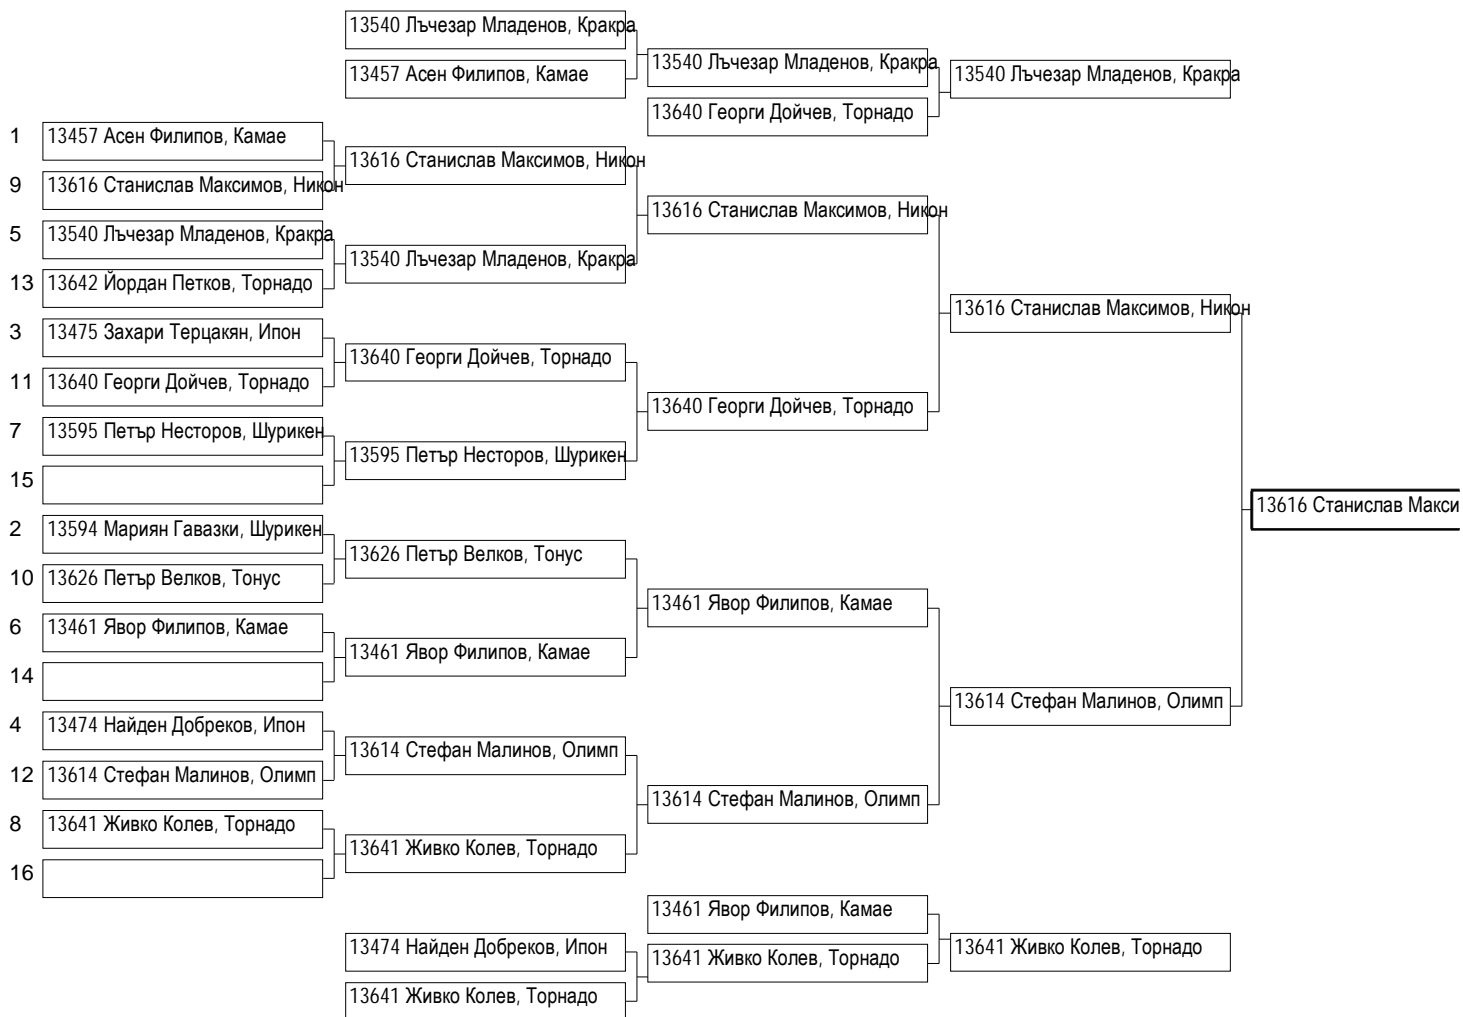 13540 Лъчезар Младенов, Кракра
13457 Асен Филипов, Камае
13540 Лъчезар Младенов, Кракра
13640 Георги Дойчев, Торнадо
13540 Лъчезар Младенов, Кракра
1 13457 Асен Филипов, Камае
9 13616 Станислав Максимов, Никон
5 13540 Лъчезар Младенов, Кракра
13 13642 Йордан Петков, Торнадо
3 13475 Захари Терцакян, Ипон
11 13640 Георги Дойчев, Торнадо
7 13595 Петър Несторов, Шурикен
15
2 13594 Мариян Гавазки, Шурикен
10 13626 Петър Велков, Тонус
6 13461 Явор Филипов, Камае
14
4 13474 Найден Добреков, Ипон
12 13614 Стефан Малинов, Олимп
8 13641 Живко Колев, Торнадо
16
13616 Станислав Максимов, Никон
13540 Лъчезар Младенов, Кракра
13640 Георги Дойчев, Торнадо
13595 Петър Несторов, Шурикен
13626 Петър Велков, Тонус
13461 Явор Филипов, Камае
13614 Стефан Малинов, Олимп
13641 Живко Колев, Торнадо
13616 Станислав Максимов, Никон
13640 Георги Дойчев, Торнадо
13461 Явор Филипов, Камае
13614 Стефан Малинов, Олимп
13616 Станислав Максимов, Никон
13614 Стефан Малинов, Олимп
13616 Станислав Макси
13474 Найден Добреков, Ипон
13641 Живко Колев, Торнадо
13461 Явор Филипов, Камае
13641 Живко Колев, Торнадо
13641 Живко Колев, Торнадо